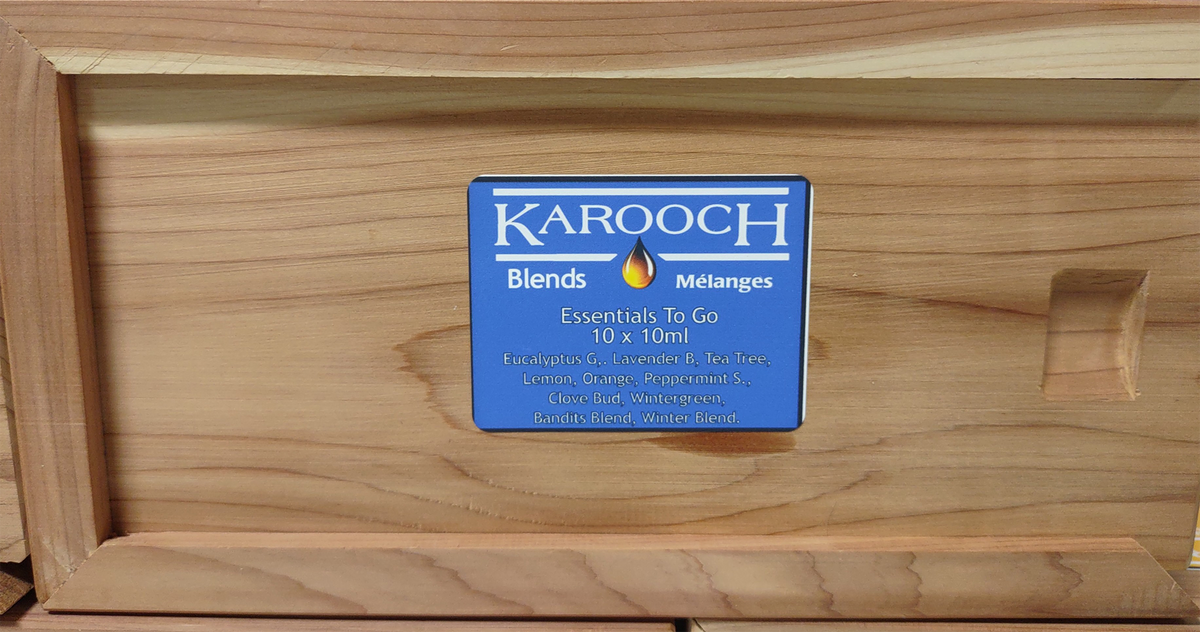 KAROOCH
Blends Mélanges
Essentials To Go
10 x 10ml
Eucalyptus G,. Lavender B, Tea Tree,
Lemon, Orange, Peppermint S.,
Clove Bud, Wintergreen,
Bandits Blend, Winter Blend.